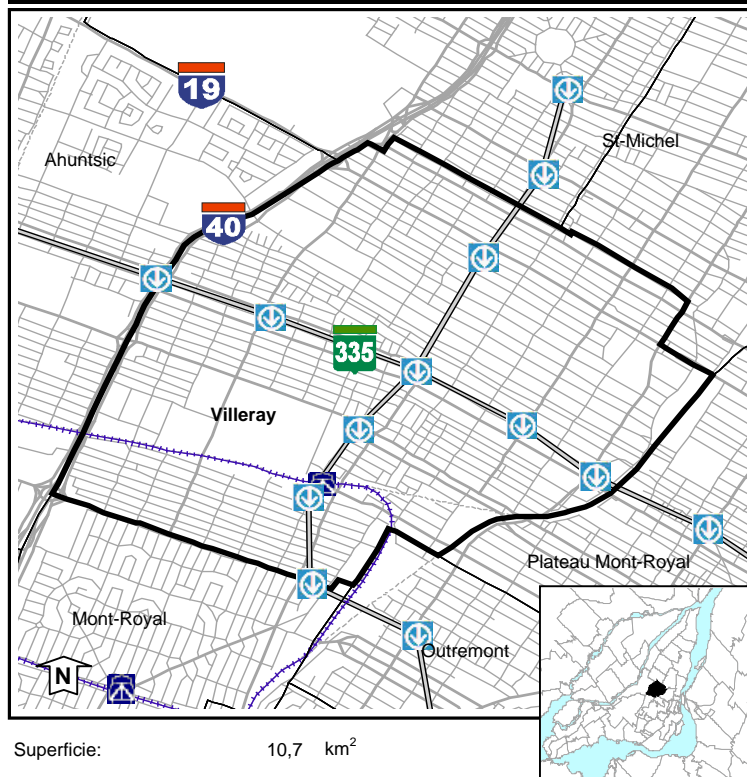 19
St-Michel
Ahuntsic
40
335
Villeray
Plateau Mont-Royal
Mont-Royal
Outremont
N
Superficie: 10,7 km²